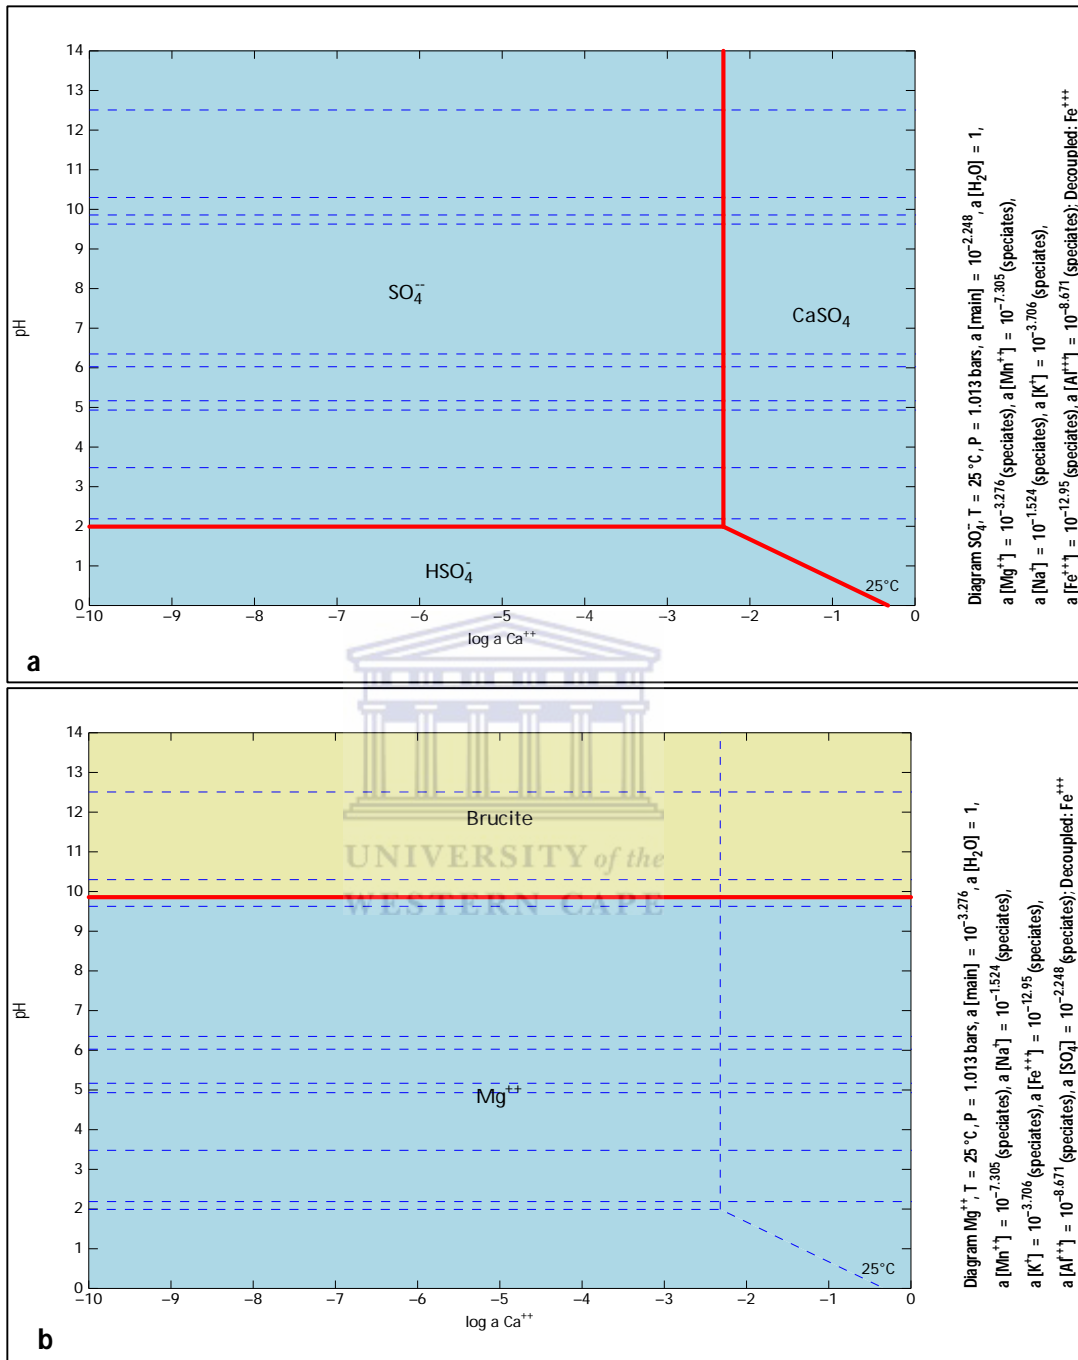 14
13
12
11
10
9
8
7
6
5
4
3
2
1
0
pH
SO₄⁻⁻
CaSO₄
HSO₄⁻
25°C
−10 −9 −8 −7 −6 −5 −4 −3 −2 −1 0
log a Ca⁺⁺
a
Diagram SO₄⁻⁻, T = 25 °C, P = 1.013 bars, a [main] = 10⁻²·²⁴⁸, a [H₂O] = 1,
a [Mg⁺⁺] = 10⁻³·²⁷⁶ (speciates), a [Mn⁺⁺] = 10⁻⁷·³⁰⁵ (speciates),
a [Na⁺] = 10⁻¹·⁵²⁴ (speciates), a [K⁺] = 10⁻³·⁷⁰⁶ (speciates),
a [Fe⁺⁺⁺] = 10⁻¹²·⁹⁵ (speciates), a [Al⁺⁺⁺] = 10⁻⁸·⁶⁷¹ (speciates); Decoupled: Fe⁺⁺⁺
14
13
12
11
10
9
8
7
6
5
4
3
2
1
0
pH
Brucite
UNIVERSITY of the
WESTERN CAPE
Mg⁺⁺
25°C
−10 −9 −8 −7 −6 −5 −4 −3 −2 −1 0
log a Ca⁺⁺
b
Diagram Mg⁺⁺, T = 25 °C, P = 1.013 bars, a [main] = 10⁻³·²⁷⁶, a [H₂O] = 1,
a [Mn⁺⁺] = 10⁻⁷·³⁰⁵ (speciates), a [Na⁺] = 10⁻¹·⁵²⁴ (speciates),
a [K⁺] = 10⁻³·⁷⁰⁶ (speciates), a [Fe⁺⁺⁺] = 10⁻¹²·⁹⁵ (speciates),
a [Al⁺⁺⁺] = 10⁻⁸·⁶⁷¹ (speciates), a [SO₄⁻⁻] = 10⁻²·²⁴⁸ (speciates); Decoupled: Fe⁺⁺⁺